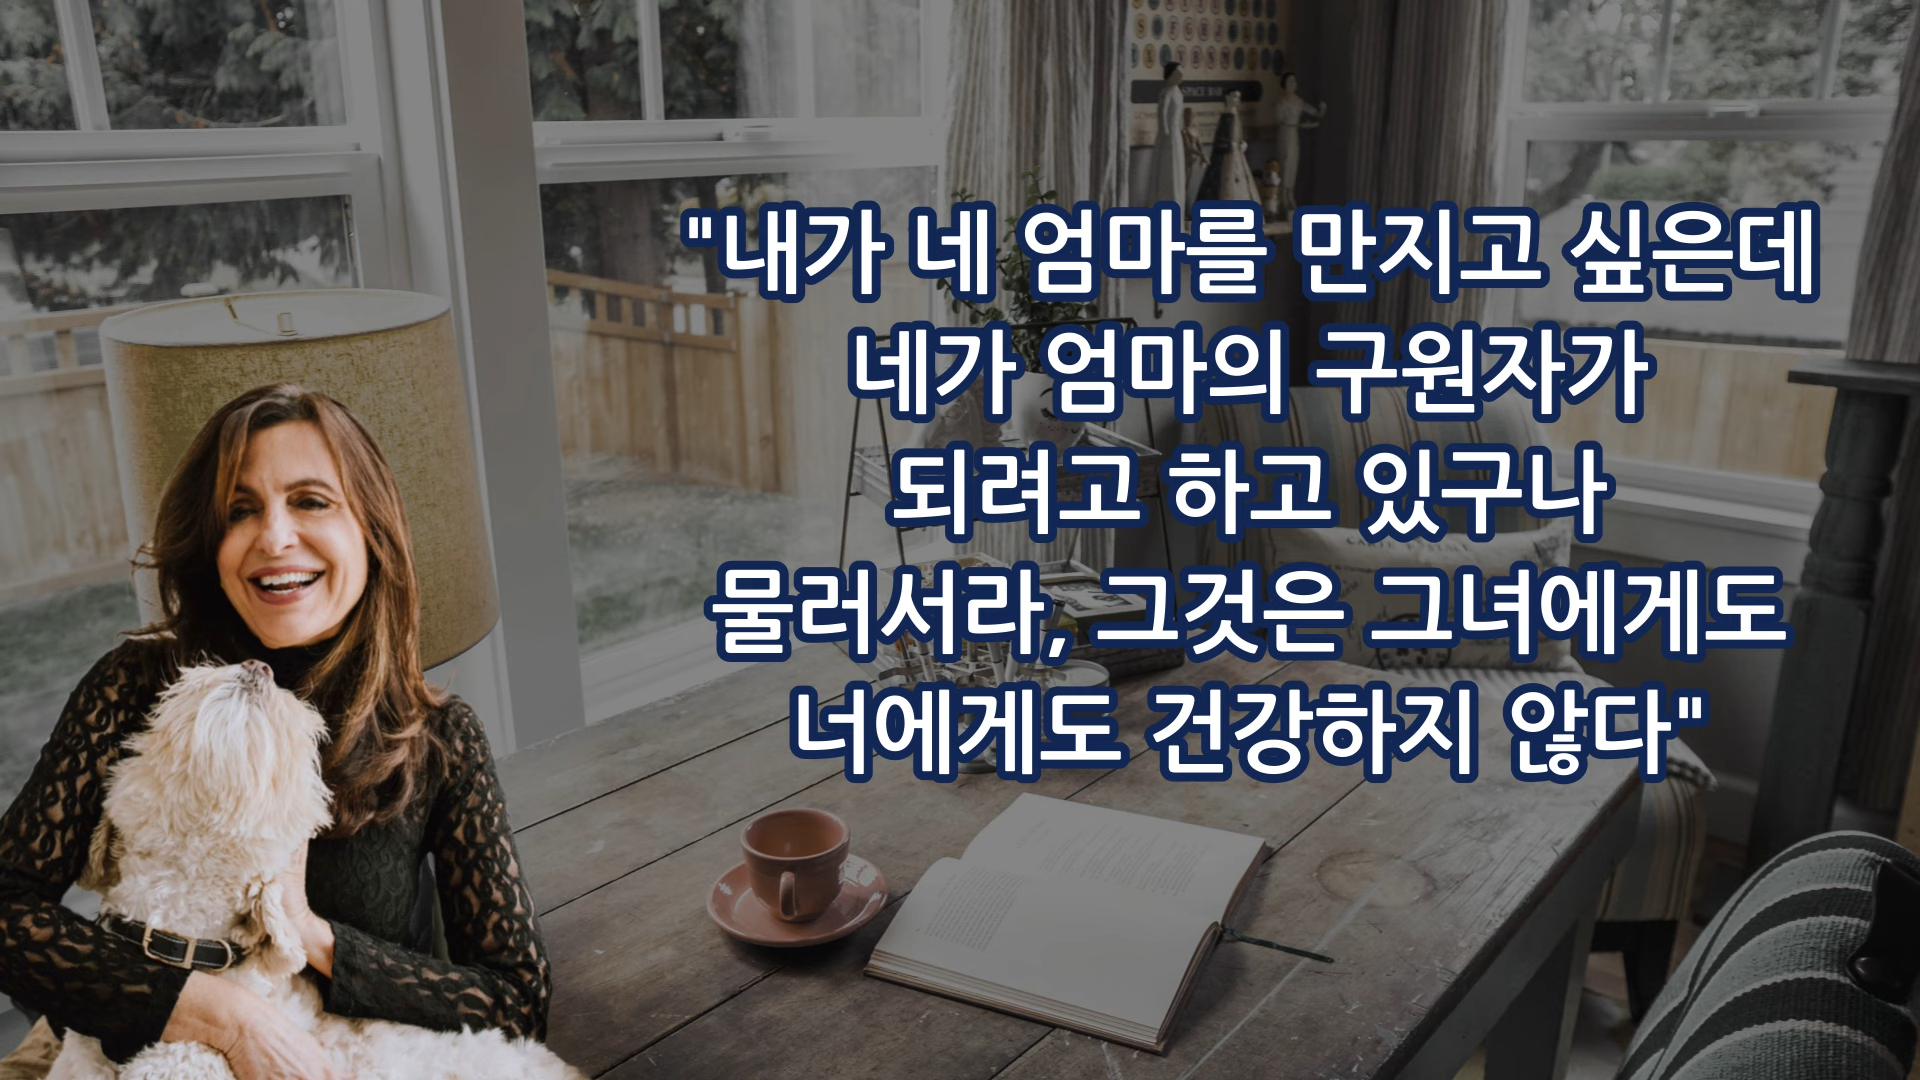 SPACE BAR
"내가 네 엄마를 만지고 싶은데
네가 엄마의 구원자가
되려고 하고 있구나
물러서라, 그것은 그녀에게도
너에게도 건강하지 않다"